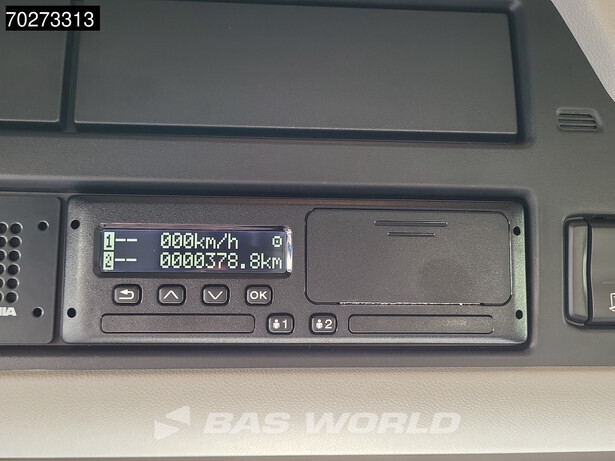 70273313
1 -- 000km/h
2 -- 0000378.8km
OK
1
2
BAS WORLD